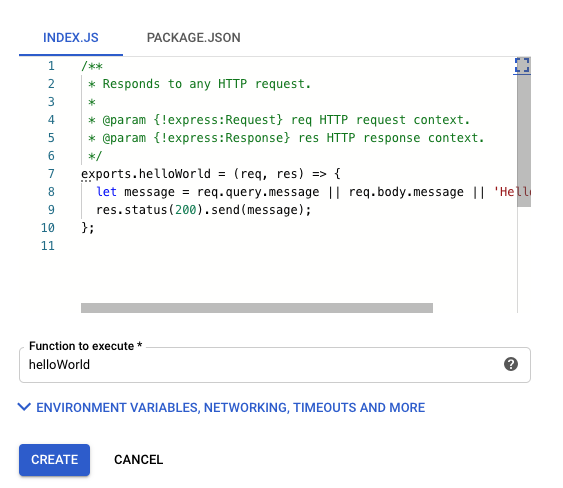 INDEX.JS PACKAGE.JSON
1 /**
2 * Responds to any HTTP request.
3 *
4 * @param {!express:Request} req HTTP request context.
5 * @param {!express:Response} res HTTP response context.
6 */
7 exports.helloWorld = (req, res) => {
8 let message = req.query.message || req.body.message || 'Hell
9 res.status(200).send(message);
10 };
11
Function to execute *
helloWorld
ENVIRONMENT VARIABLES, NETWORKING, TIMEOUTS AND MORE
CREATE CANCEL